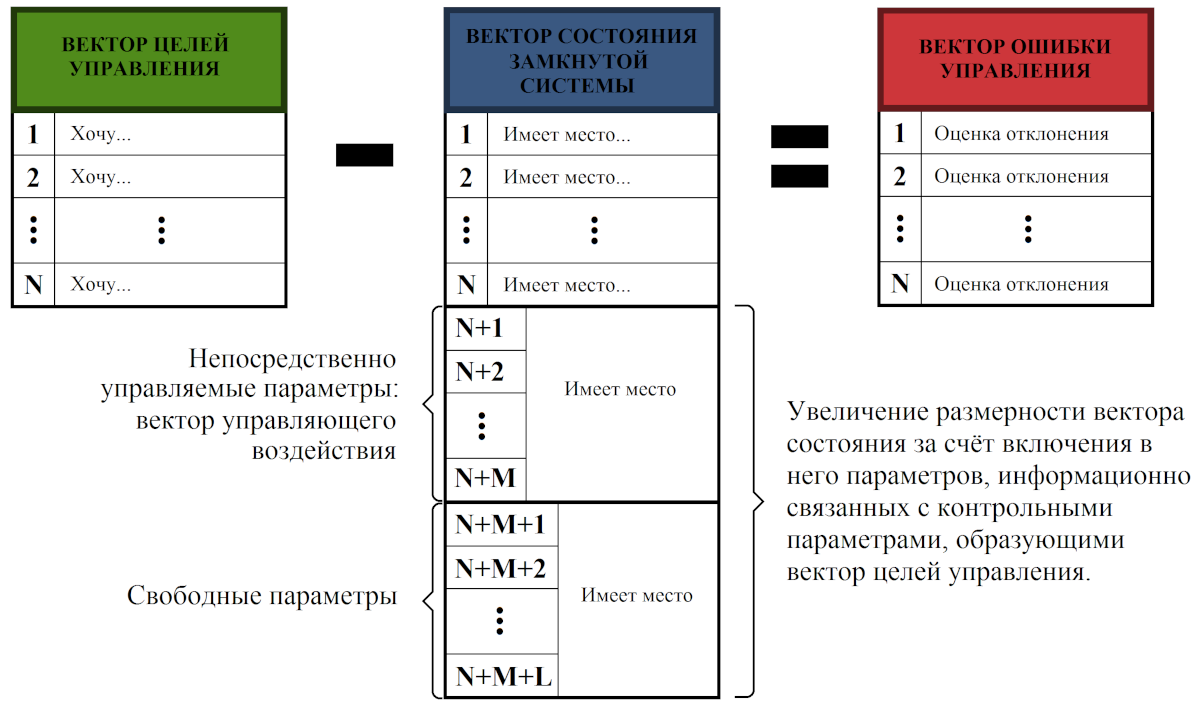 ВЕКТОР ЦЕЛЕЙ
УПРАВЛЕНИЯ
1 Хочу...
2 Хочу...
N Хочу...
ВЕКТОР СОСТОЯНИЯ
ЗАМКНУТОЙ
СИСТЕМЫ
1 Имеет место...
2 Имеет место...
N Имеет место...
N+1
N+2
Имеет место
N+M
N+M+1
N+M+2
Имеет место
N+M+L
ВЕКТОР ОШИБКИ
УПРАВЛЕНИЯ
1 Оценка отклонения
2 Оценка отклонения
N Оценка отклонения
Непосредственно
управляемые параметры:
вектор управляющего
воздействия
Свободные параметры
Увеличение размерности вектора
состояния за счёт включения в
него параметров, информационно
связанных с контрольными
параметрами, образующими
вектор целей управления.